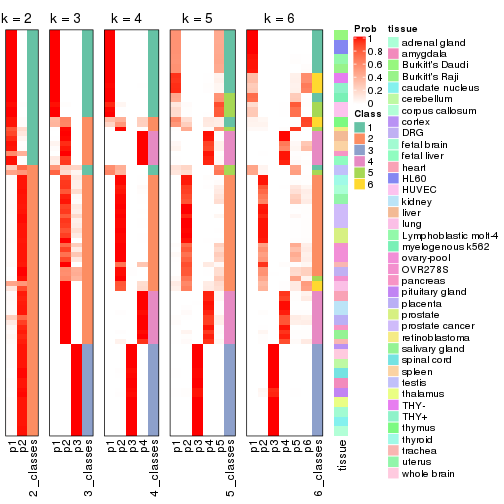 k = 2
k = 3
k = 4
k = 5
k = 6
p1
p2
2_classes
p1
p2
p3
3_classes
p1
p2
p3
p4
4_classes
p1
p2
p3
p4
p5
5_classes
p1
p2
p3
p4
p5
p6
6_classes
tissue
Prob
1
0.8
0.6
0.4
0.2
0
Class
1
2
3
4
5
6
tissue
adrenal gland
amygdala
Burkitt's Daudi
Burkitt's Raji
caudate nucleus
cerebellum
corpus callosum
cortex
DRG
fetal brain
fetal liver
heart
HL60
HUVEC
kidney
liver
lung
Lymphoblastic molt-4
myelogenous k562
ovary-pool
OVR278S
pancreas
pituitary gland
placenta
prostate
prostate cancer
retinoblastoma
salivary gland
spinal cord
spleen
testis
thalamus
THY-
THY+
thymus
thyroid
trachea
uterus
whole brain